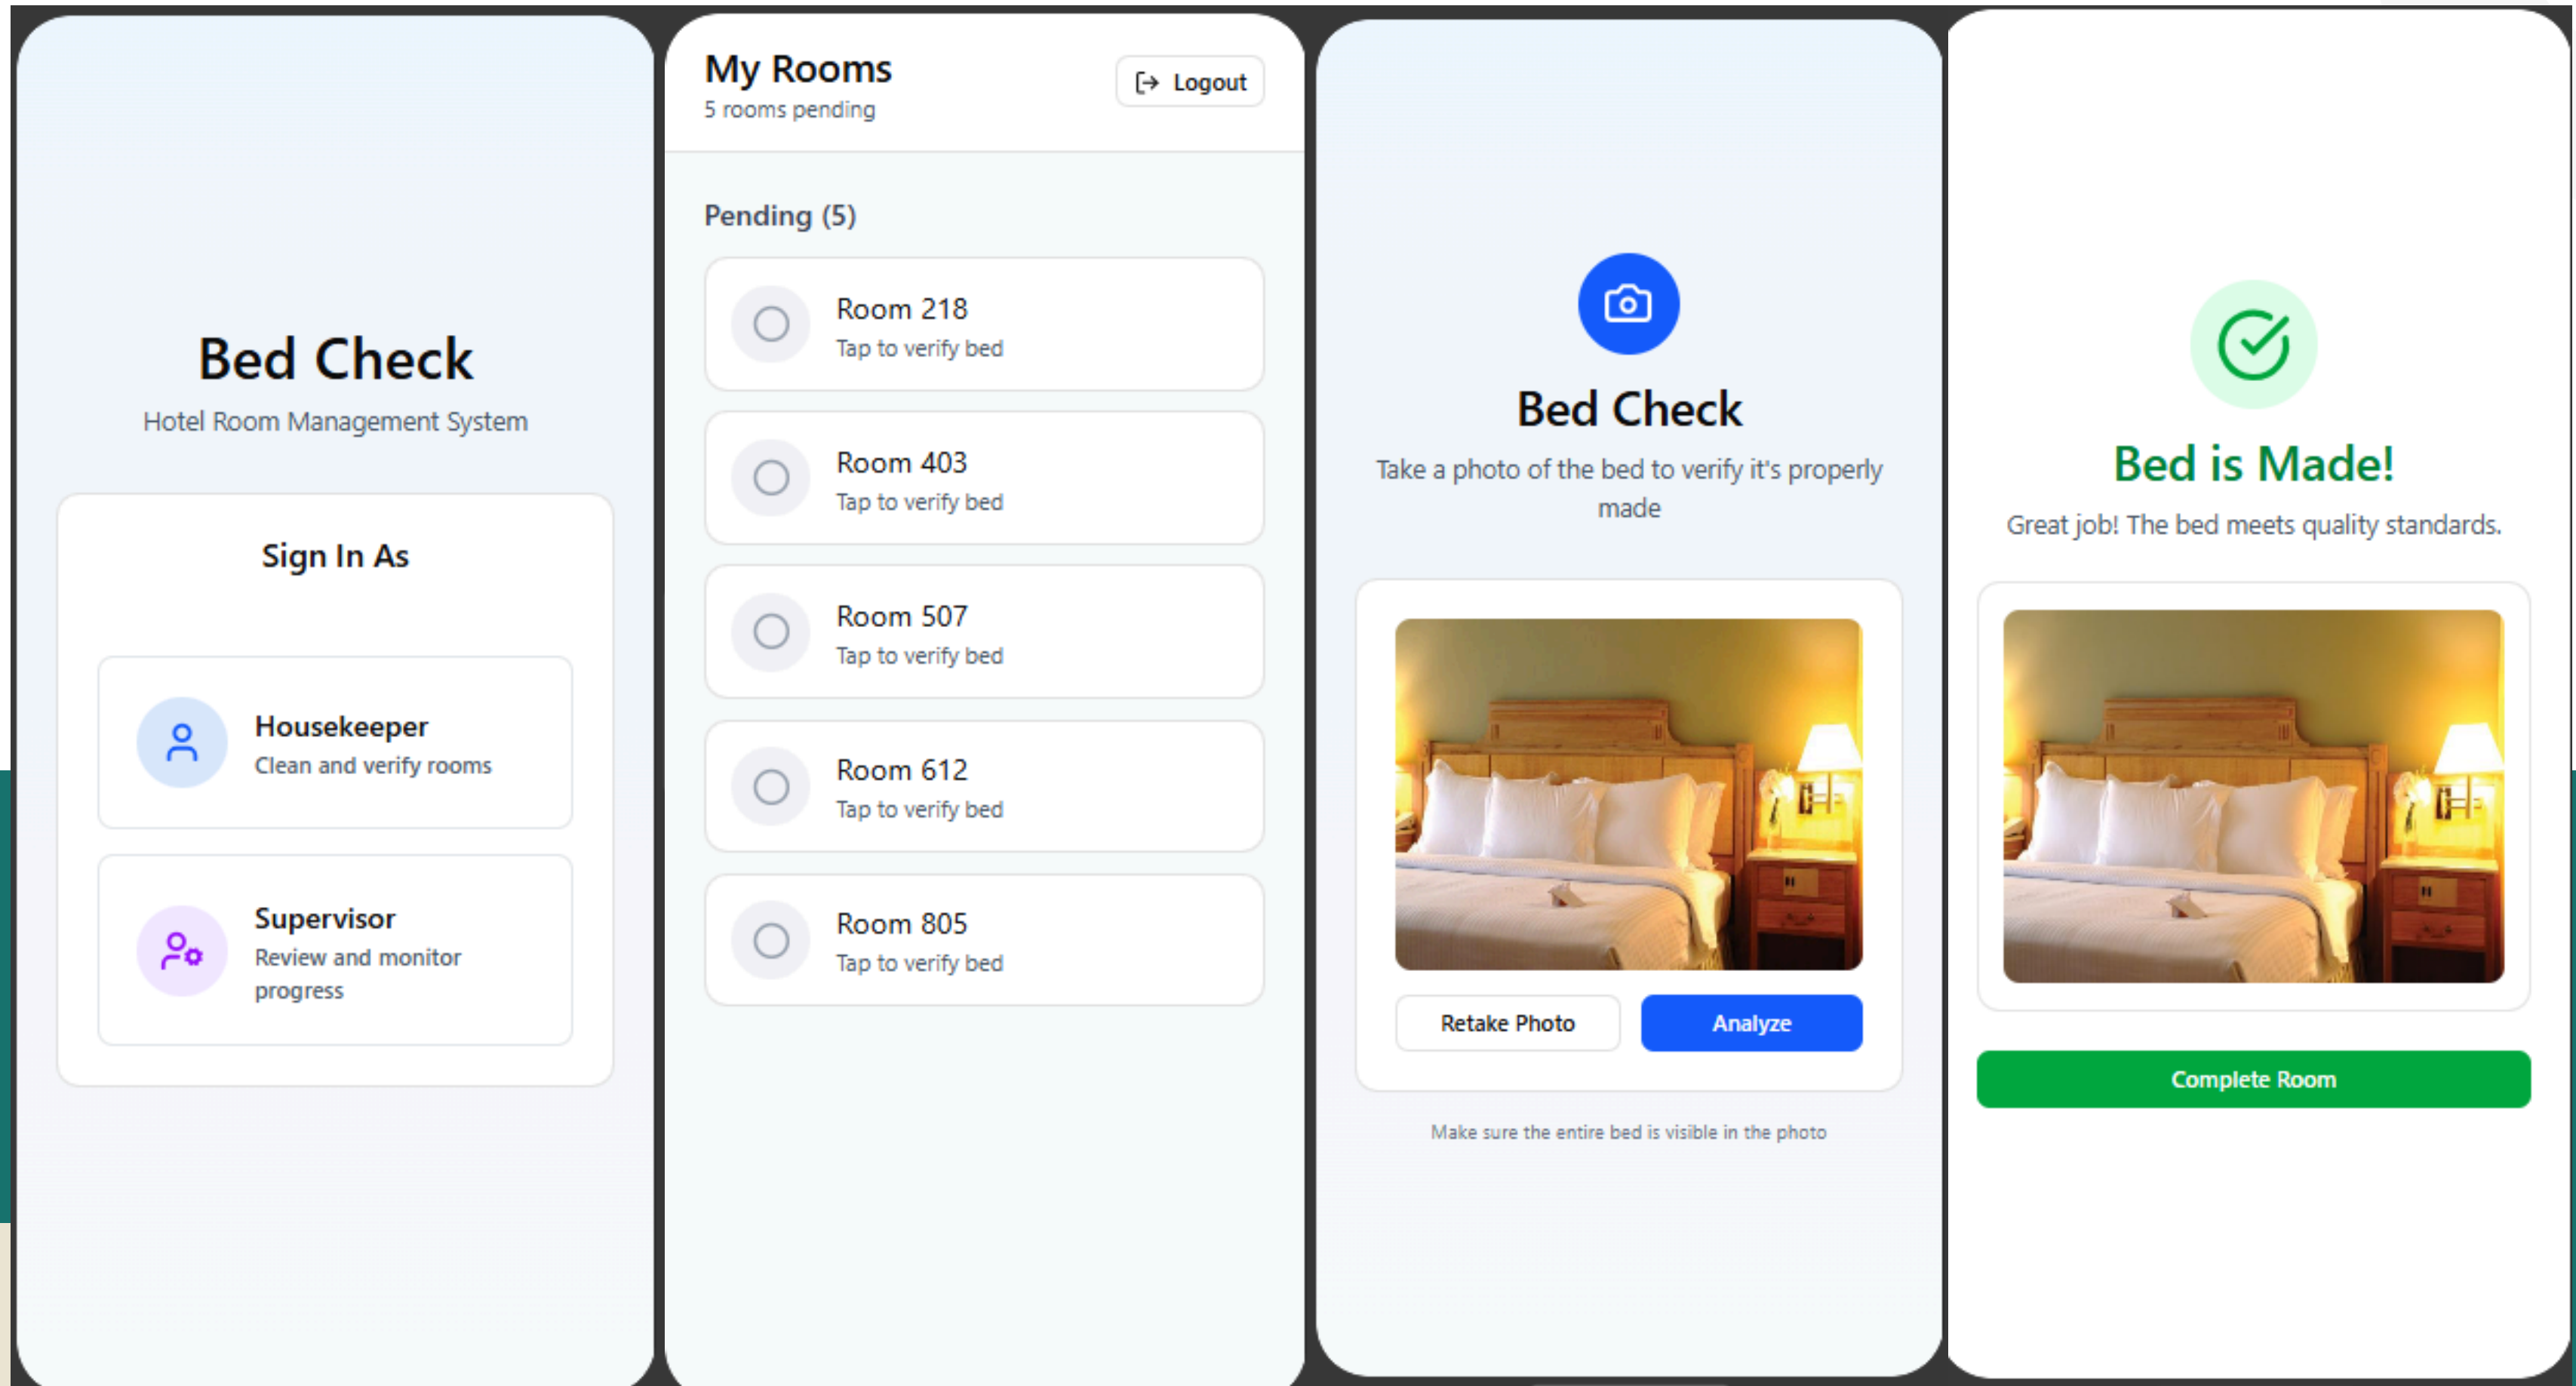 Bed Check
Hotel Room Management System
Sign In As
Housekeeper
Clean and verify rooms
Supervisor
Review and monitor
progress
My Rooms
5 rooms pending
Logout
Pending (5)
Room 218
Tap to verify bed
Room 403
Tap to verify bed
Room 507
Tap to verify bed
Room 612
Tap to verify bed
Room 805
Tap to verify bed
Bed Check
Take a photo of the bed to verify it's properly
made
Retake Photo
Analyze
Make sure the entire bed is visible in the photo
Bed is Made!
Great job! The bed meets quality standards.
Complete Room